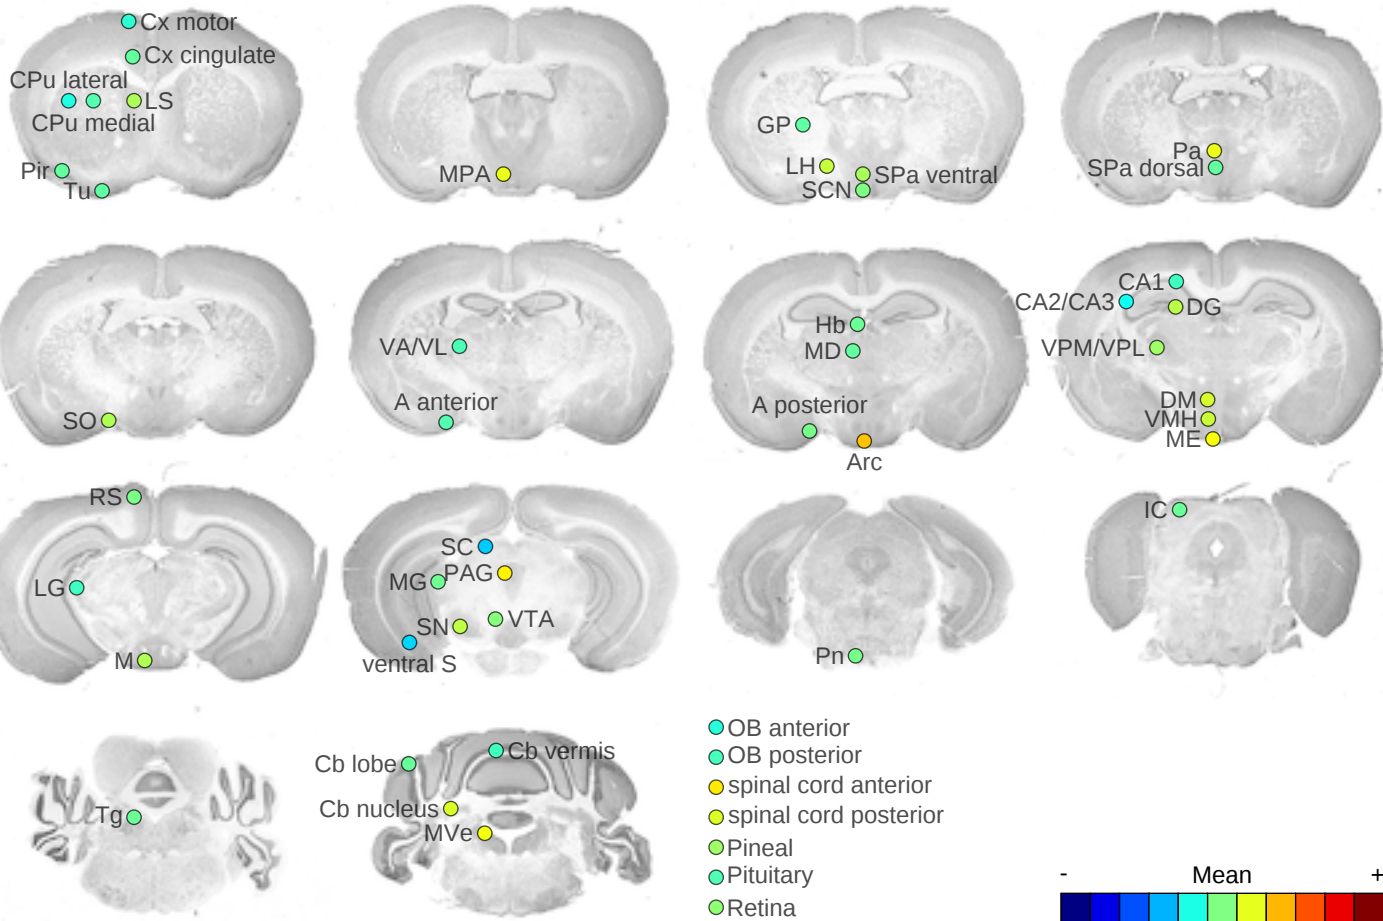 Cx motor
Cx cingulate
CPu lateral
LS
CPu medial
Pir
Tu
MPA
GP
LH
SPa ventral
SCN
Pa
SPa dorsal
SO
VA/VL
A anterior
Hb
MD
A posterior
Arc
CA1
CA2/CA3
DG
VPM/VPL
DM
VMH
ME
RS
LG
M
SC
PAG
MG
VTA
SN
ventral S
Pn
IC
Tg
Cb vermis
Cb lobe
Cb nucleus
MVe
OB anterior
OB posterior
spinal cord anterior
spinal cord posterior
Pineal
Pituitary
Retina
- Mean +